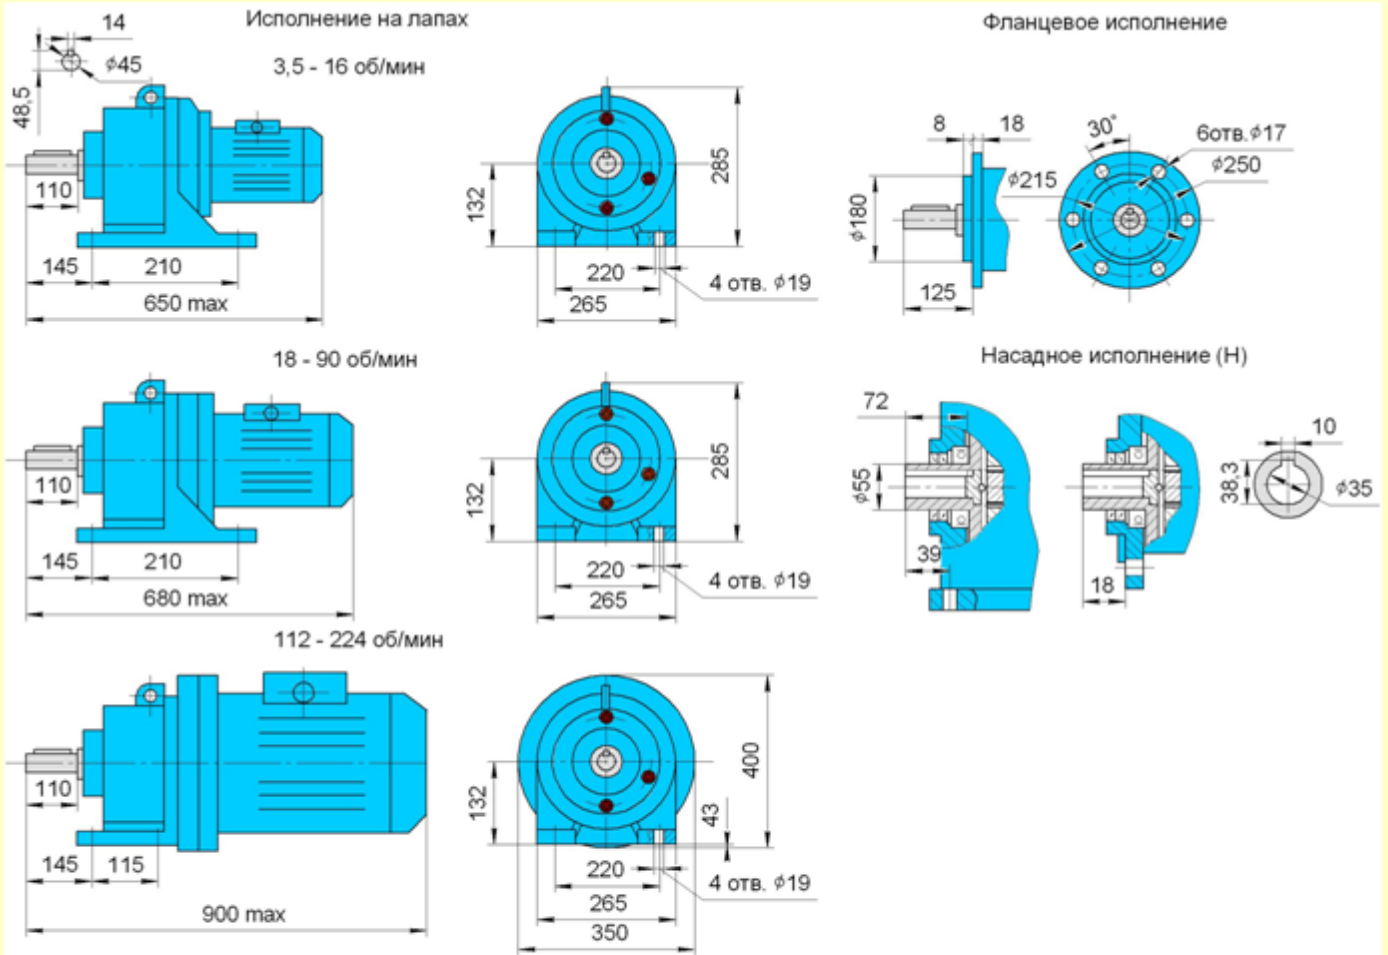 Исполнение на лапах
14
ϕ45
48,5
3,5 - 16 об/мин
110
145
210
650 max
132
285
220
265
4 отв. ϕ19
18 - 90 об/мин
110
145
210
680 max
132
285
220
265
4 отв. ϕ19
112 - 224 об/мин
110
145
115
900 max
132
400
43
220
265
350
4 отв. ϕ19
Фланцевое исполнение
8
18
30°
6отв.ϕ17
ϕ250
ϕ215
ϕ180
125
Насадное исполнение (Н)
72
ϕ55
39
18
10
38,3
ϕ35